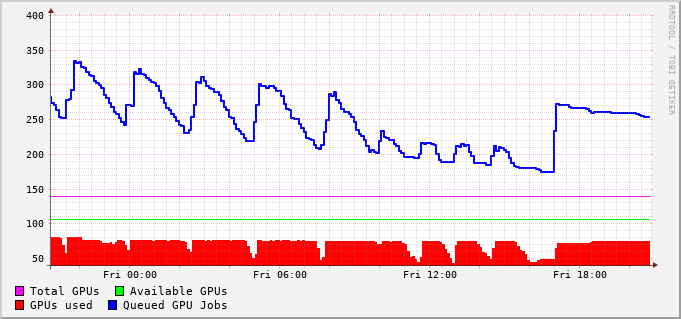 400
350
300
250
200
150
100
50
Fri 00:00 Fri 06:00 Fri 12:00 Fri 18:00
Total GPUs Available GPUs
GPUs used Queued GPU Jobs
RRDTOOL / TOBI OETIKER